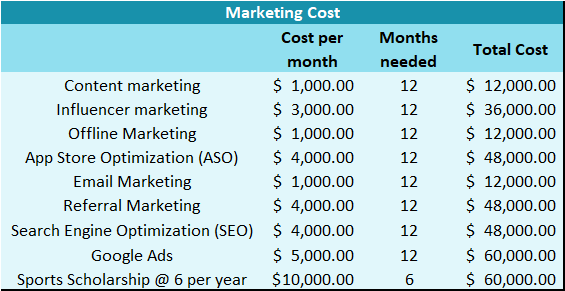 Marketing Cost
Cost per month Months needed Total Cost
Content marketing $ 1,000.00 12 $ 12,000.00
Influencer marketing $ 3,000.00 12 $ 36,000.00
Offline Marketing $ 1,000.00 12 $ 12,000.00
App Store Optimization (ASO) $ 4,000.00 12 $ 48,000.00
Email Marketing $ 1,000.00 12 $ 12,000.00
Referral Marketing $ 4,000.00 12 $ 48,000.00
Search Engine Optimization (SEO) $ 4,000.00 12 $ 48,000.00
Google Ads $ 5,000.00 12 $ 60,000.00
Sports Scholarship @ 6 per year $10,000.00 6 $ 60,000.00